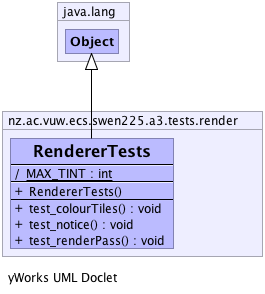 java.lang
Object
nz.ac.vuw.ecs.swen225.a3.tests.render
RendererTests
/ MAX_TINT : int
+ RendererTests()
+ test_colourTiles() : void
+ test_notice() : void
+ test_renderPass() : void
yWorks UML Doclet